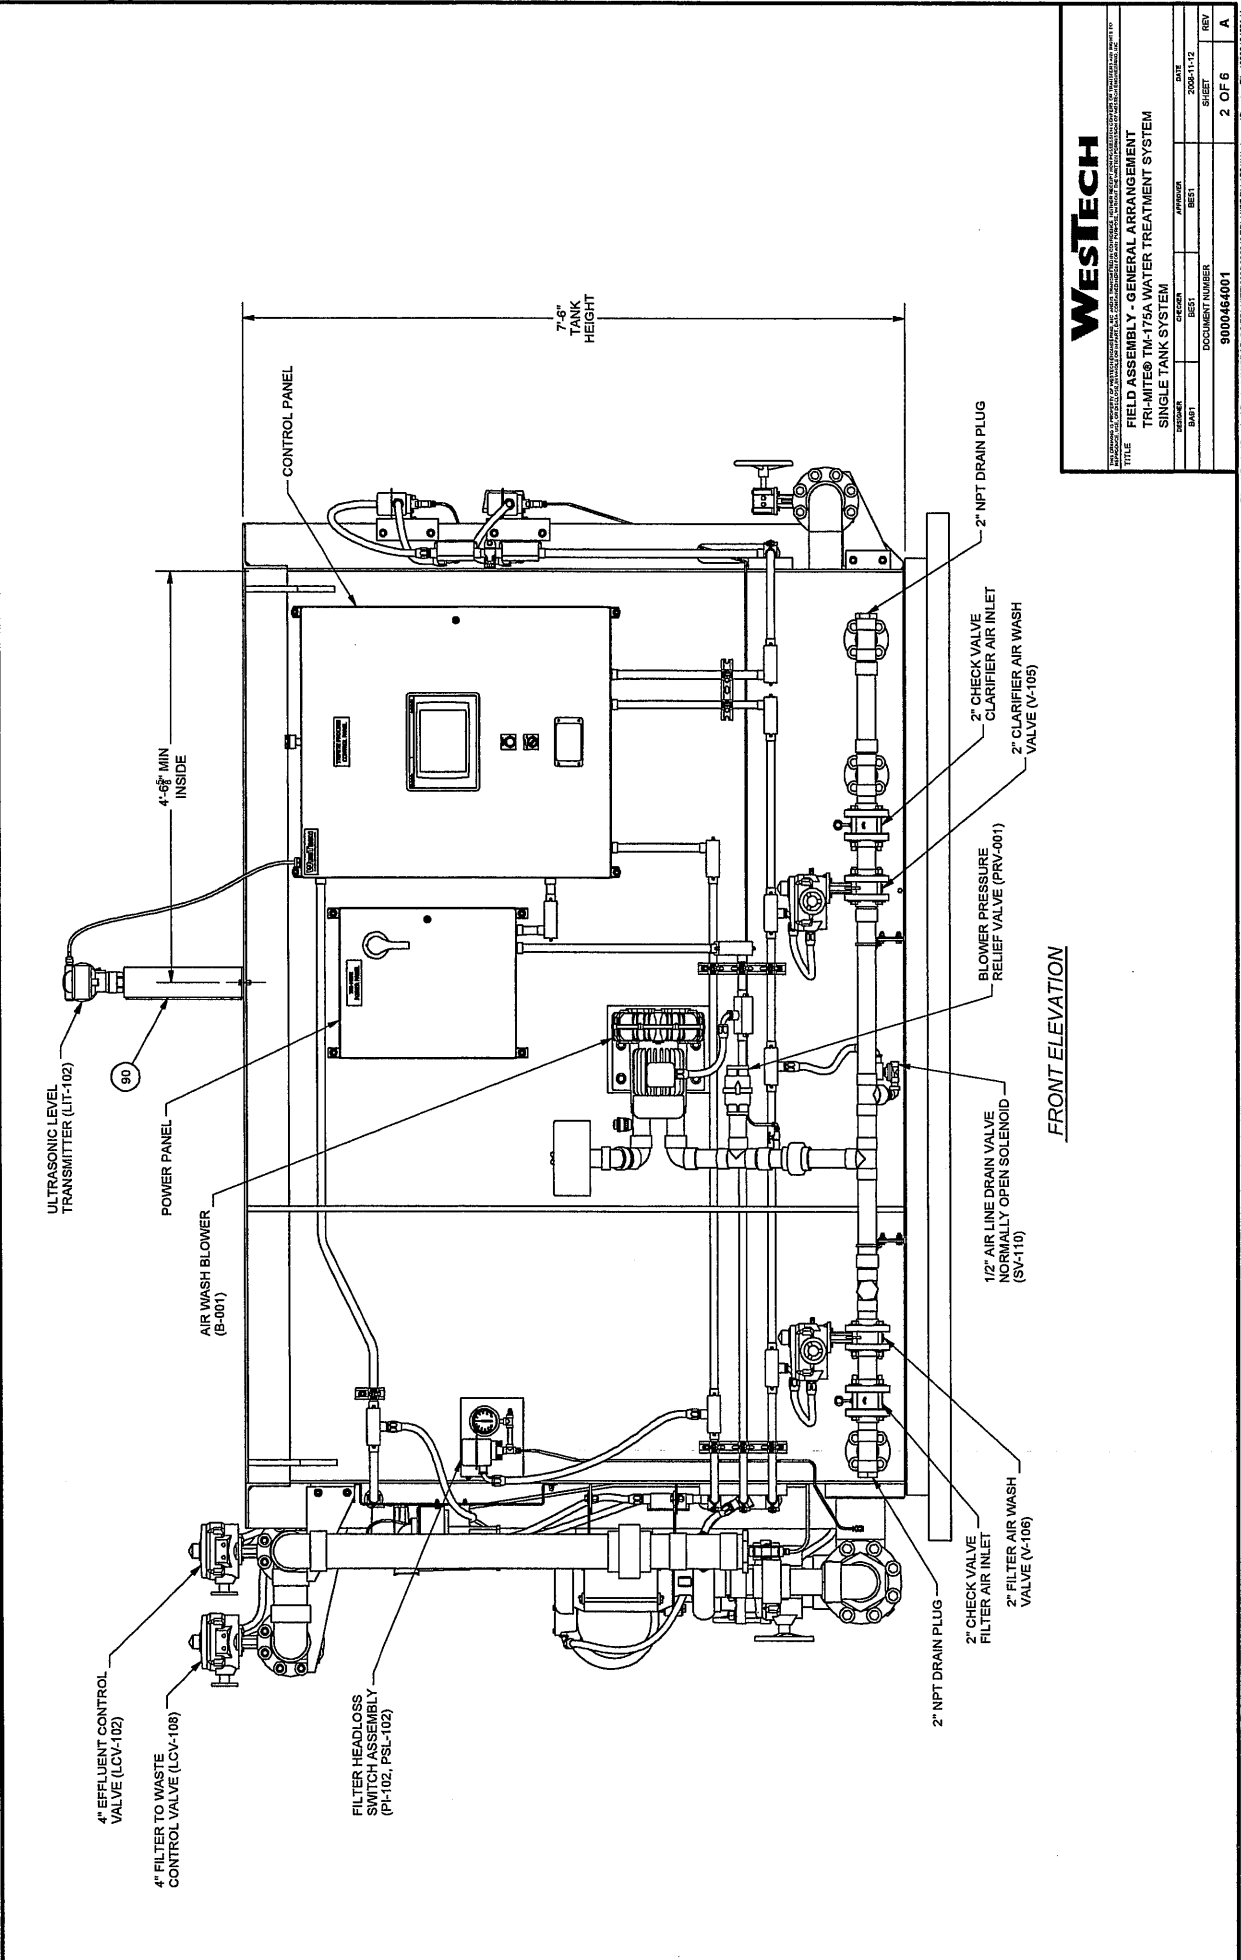 4" EFFLUENT CONTROL
VALVE (LCV-102)
4" FILTER TO WASTE
CONTROL VALVE (LCV-108)
FILTER HEADLOSS
SWITCH ASSEMBLY
(PI-102, PSL-102)
AIR WASH BLOWER
(B-001)
POWER PANEL
ULTRASONIC LEVEL
TRANSMITTER (LIT-102)
90
4'-6⅝" MIN
INSIDE
CONTROL PANEL
7'-6"
TANK
HEIGHT
WESTECH
2" NPT DRAIN PLUG
2" CHECK VALVE
FILTER AIR INLET
2" FILTER AIR WASH
VALVE (V-106)
1/2" AIR LINE DRAIN VALVE
NORMALLY OPEN SOLENOID
(SV-110)
BLOWER PRESSURE
RELIEF VALVE (PRV-001)
2" CLARIFIER AIR WASH
VALVE (V-105)
2" CHECK VALVE
CLARIFIER AIR INLET
2" NPT DRAIN PLUG
FRONT ELEVATION
WESTECH
TITLE
FIELD ASSEMBLY - GENERAL ARRANGEMENT
TRI-MITE® TM-175A WATER TREATMENT SYSTEM
SINGLE TANK SYSTEM
DESIGNER CHECKER APPROVER DATE
BAB1 BE51 BE51 2008-11-12
DOCUMENT NUMBER SHEET REV
9000464001 2 OF 6 A